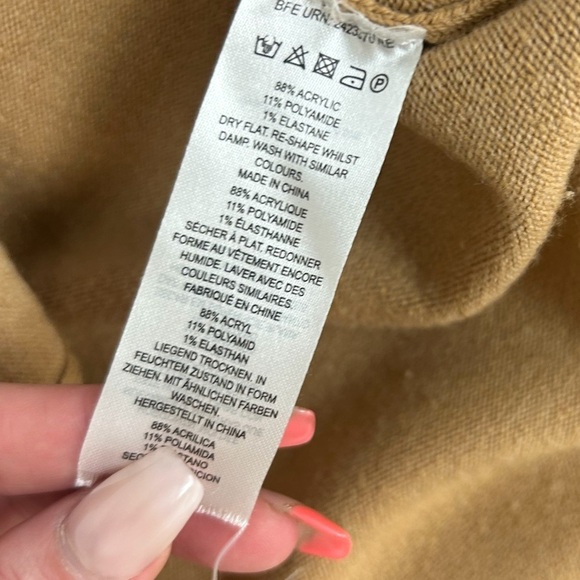 BFE URN:
P
88% ACRYLIC
11% POLYAMIDE
1% ELASTANE
DRY FLAT. RE-SHAPE WHILST
DAMP. WASH WITH SIMILAR
COLOURS.
MADE IN CHINA
88% ACRYLIQUE
11% POLYAMIDE
1% ÉLASTHANNE
SÉCHER À PLAT. REDONNER
FORME AU VÊTEMENT ENCORE
HUMIDE. LAVER AVEC DES
COULEURS SIMILAIRES.
FABRIQUÉ EN CHINE
88% ACRYL
11% POLYAMID
1% ELASTHAN
LIEGEND TROCKNEN. IN
FEUCHTEM ZUSTAND IN FORM
ZIEHEN. MIT ÄHNLICHEN FARBEN
WASCHEN.
HERGESTELLT IN CHINA
88% ACRILICA
11% POLIAMIDA